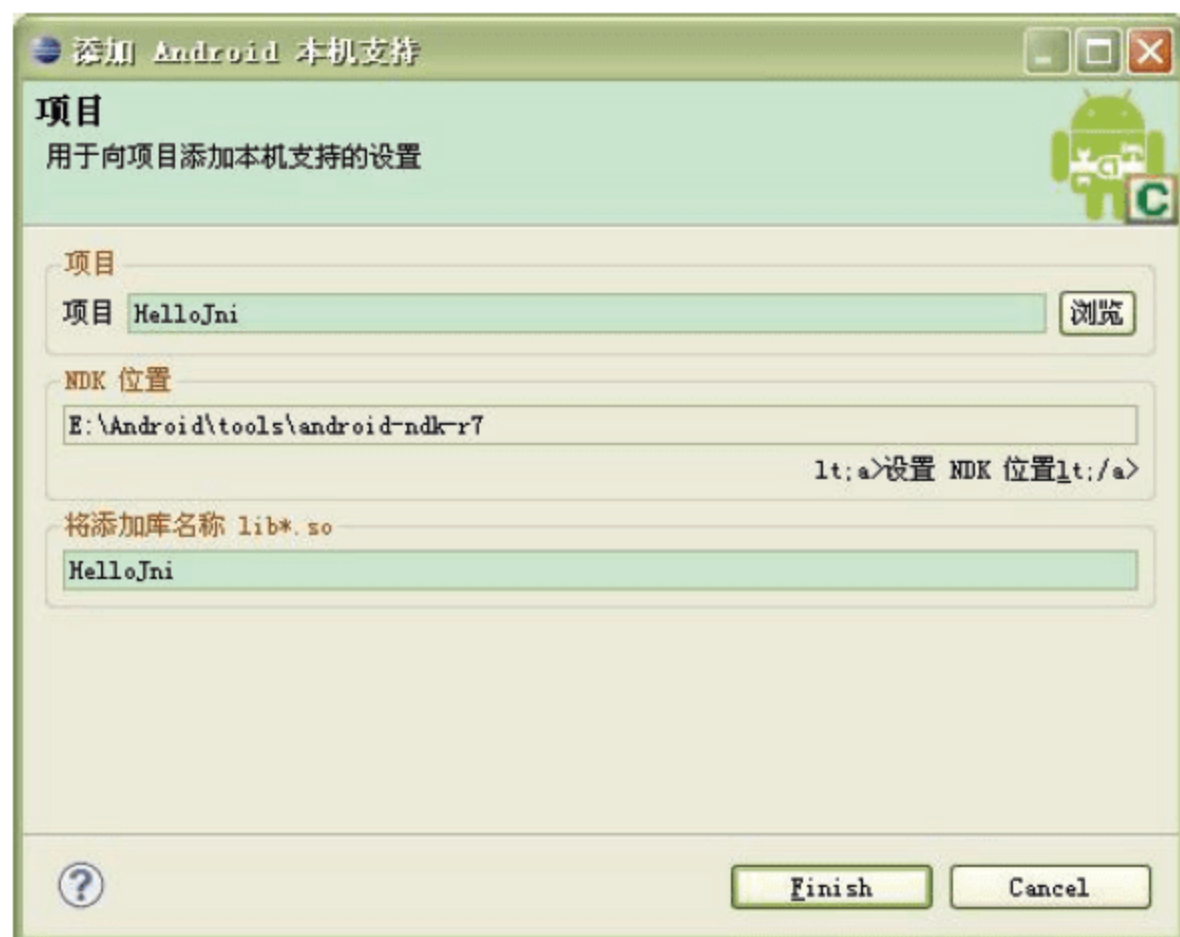 添加 Android 本机支持
项目
用于向项目添加本机支持的设置
项目
项目 HelloJni 浏览
NDK 位置
E:\Android\tools\android-ndk-r7
lt;a>设置 NDK 位置lt;/a>
将添加库名称 lib*.so
HelloJni
Finish Cancel